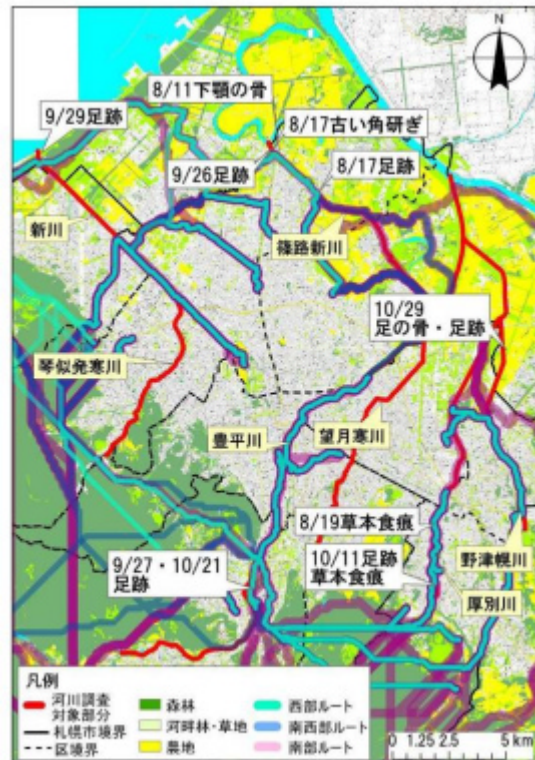 N
8/11下顎の骨
9/29足跡
8/17古い角研ぎ
9/26足跡
8/17足跡
新川
篠路新川
10/29
足の骨・足跡
琴似発寒川
豊平川
望月寒川
8/19草本食痕
10/11足跡
草本食痕
野津幌川
9/27・10/21
足跡
厚別川
凡例
河川調査
対象部分
札幌市境界
区境界
森林
河畔林・草地
農地
西部ルート
南西部ルート
南部ルート
0 1.25 2.5 5 km